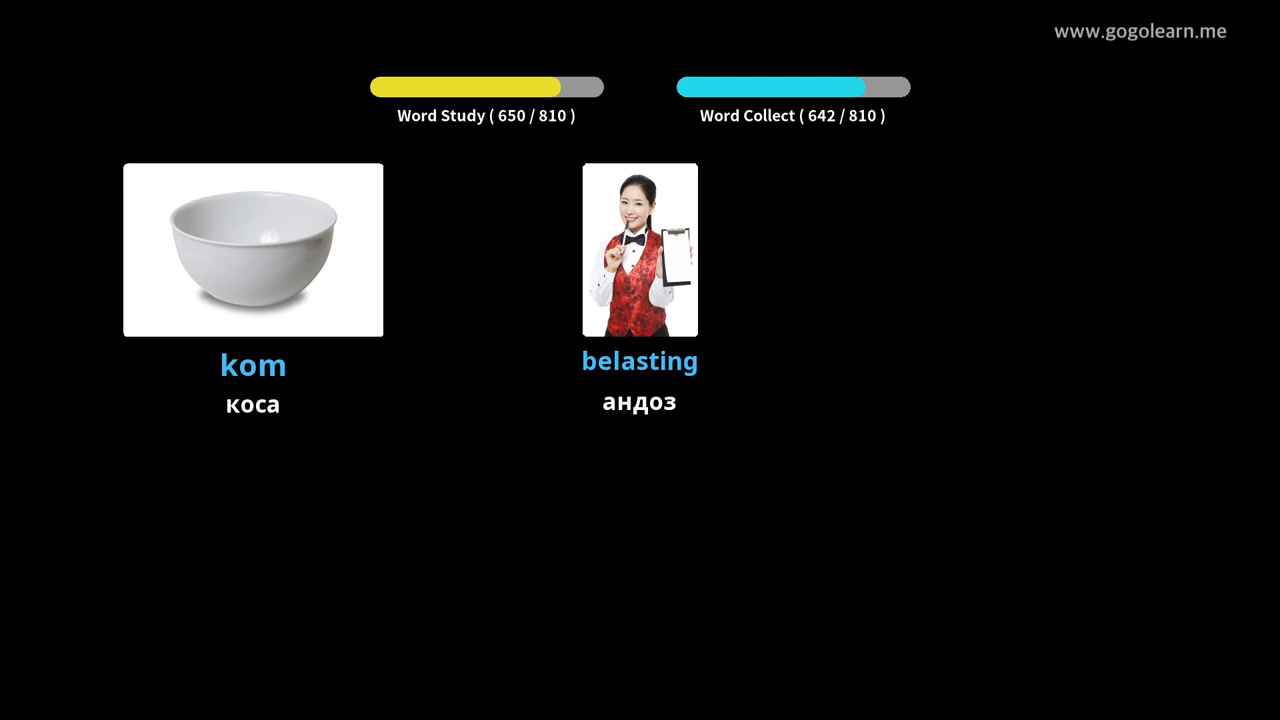 www.gogolearn.me
Word Study ( 650 / 810 )
Word Collect ( 642 / 810 )
kom
коса
belasting
андоз